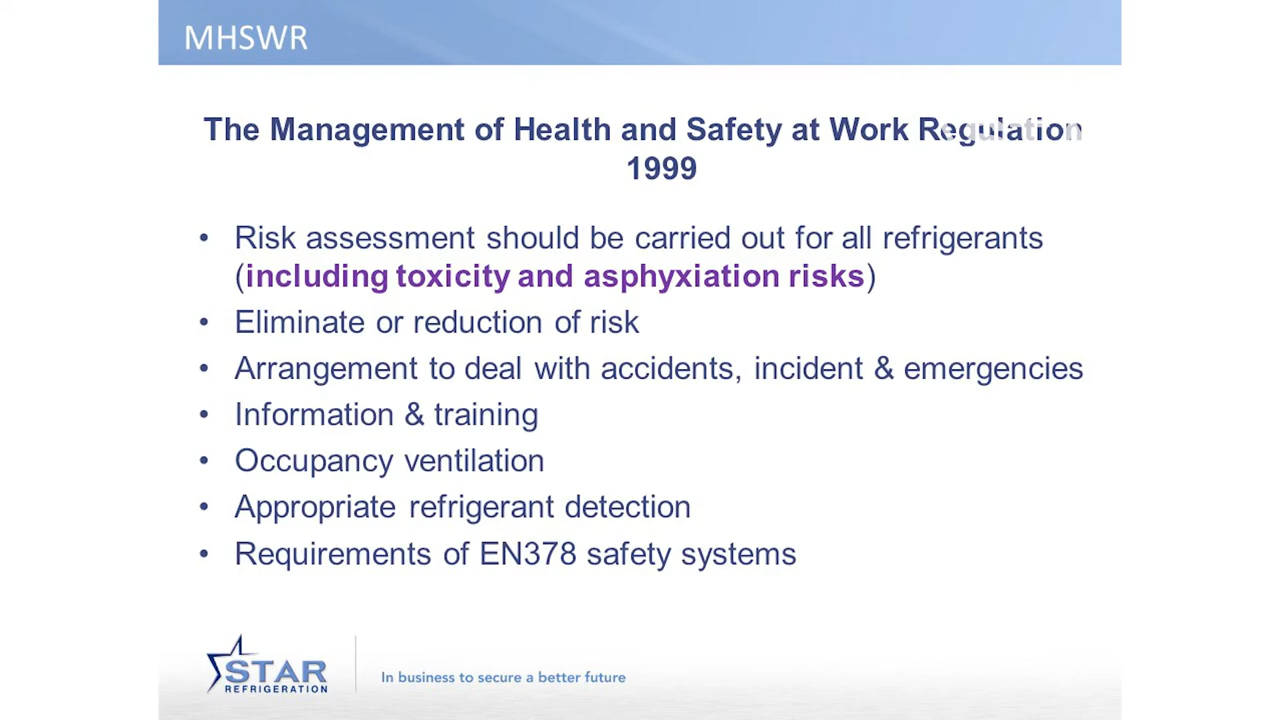 MHSWR
The Management of Health and Safety at Work Regulation
1999
• Risk assessment should be carried out for all refrigerants
(including toxicity and asphyxiation risks)
• Eliminate or reduction of risk
• Arrangement to deal with accidents, incident & emergencies
• Information & training
• Occupancy ventilation
• Appropriate refrigerant detection
• Requirements of EN378 safety systems
STAR
REFRIGERATION
In business to secure a better future